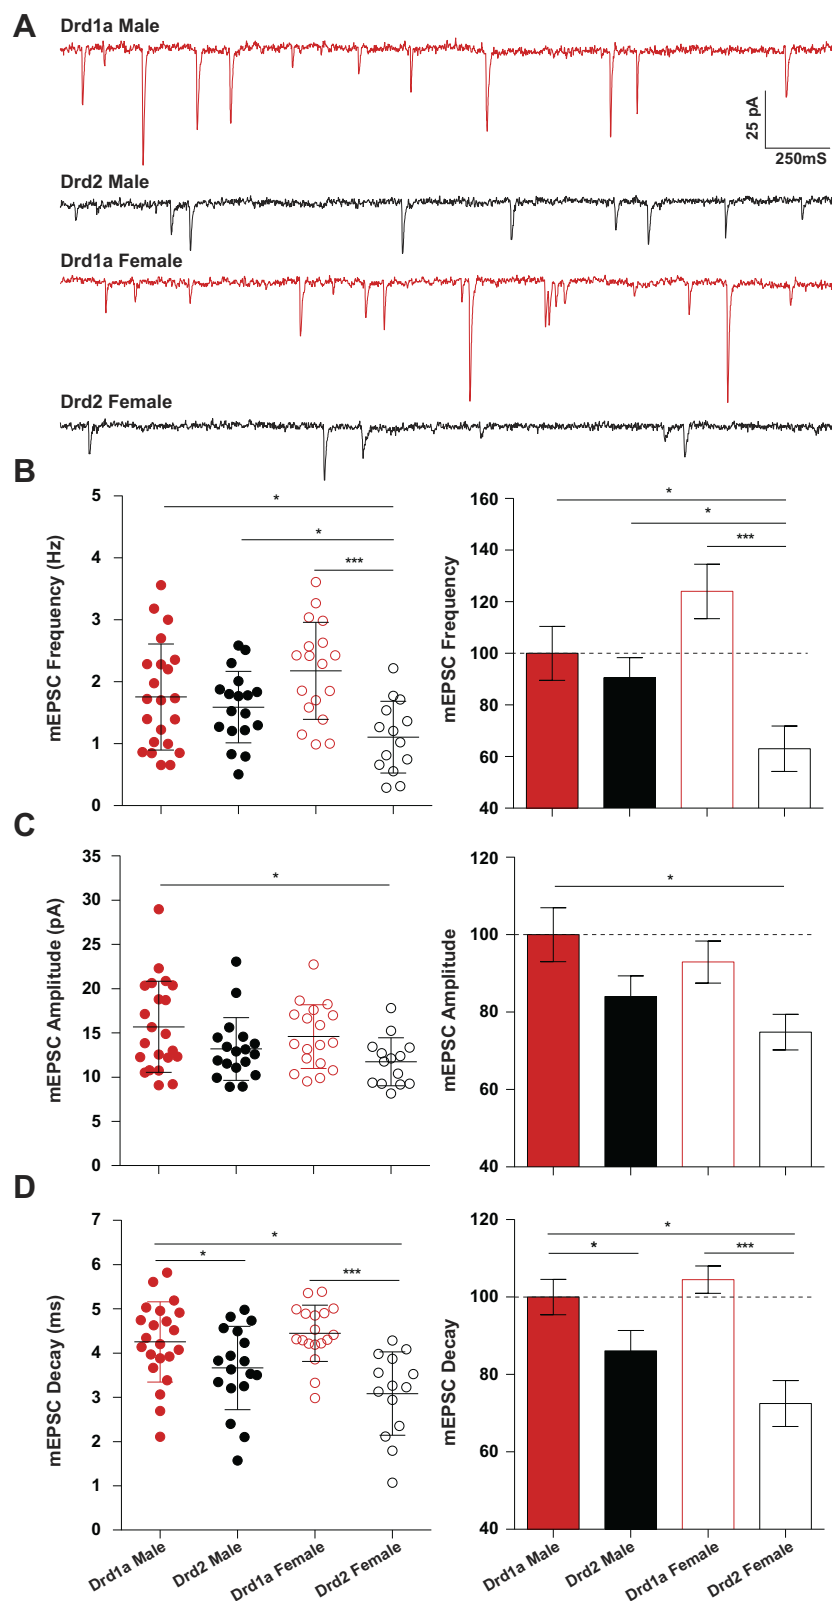 A
Drd1a Male
25 pA
250mS
Drd2 Male
Drd1a Female
Drd2 Female
B
mEPSC Frequency (Hz)
5
4
3
2
1
0
*
*
***
mEPSC Frequency
160
140
120
100
80
60
40
*
*
***
C
mEPSC Amplitude (pA)
35
30
25
20
15
10
5
0
*
mEPSC Amplitude
120
100
80
60
40
*
D
mEPSC Decay (ms)
7
6
5
4
3
2
1
0
*
*
***
Drd1a Male
Drd2 Male
Drd1a Female
Drd2 Female
mEPSC Decay
120
100
80
60
40
*
*
***
Drd1a Male
Drd2 Male
Drd1a Female
Drd2 Female